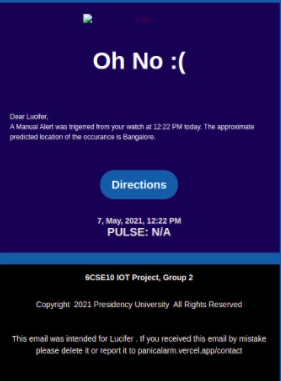 Oh No :(
Dear Lucifer,
A Manual Alert was trigerred from your watch at 12:22 PM today. The approximate
predicted location of the occurance is Bangalore.
Directions
7, May, 2021, 12:22 PM
PULSE: N/A
6CSE10 IOT Project, Group 2
Copyright 2021 Presidency University All Rights Reserved
This email was intended for Lucifer . If you received this email by mistake
please delete it or report it to panicalarm.vercel.app/contact